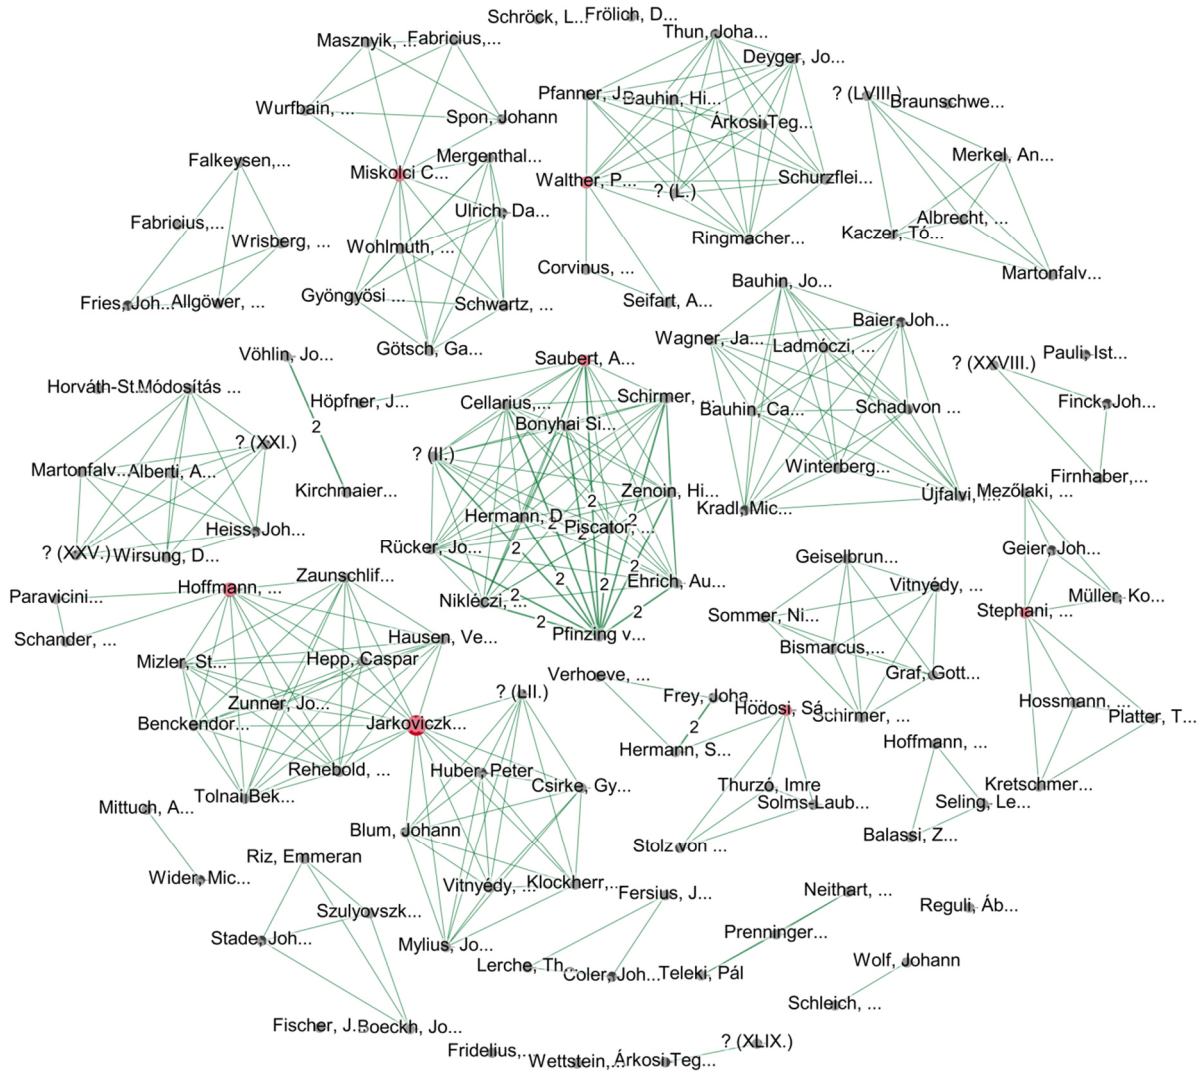 Schröck, L...
Frölich, D...
Masznyik, ...
Fabricius,...
Thun, Joha...
Deyger, Jo...
Wurfbain, ...
Spon, Johann
Pfanner, J...
Bauhin, Hi...
Árkosi Teg...
? (LVIII.)
Braunschwe...
Falkeysen,...
Miskolci C...
Mergenthal...
Walther, P...
? (L.)
Schurzflei...
Merkel, An...
Fabricius,...
Wrisberg, ...
Ulrich, Da...
Wohlmuth, ...
Ringmacher...
Kaczer, Tó...
Albrecht, ...
Fries, Joh...
Allgöwer, ...
Gyöngyösi ...
Schwartz, ...
Corvinus, ...
Seifart, A...
Bauhin, Jo...
Martonfalv...
Götsch, Ga...
Wagner, Ja...
Ladmóczi, ...
Baier, Joh...
Vöhlin, Jo...
Saubert, A...
? (XXVIII.)
Pauli, Ist...
Horváth-St...
Módosítás ...
Höpfner, J...
Cellarius,...
Schirmer, ...
Bauhin, Ca...
Schad von ...
Finck, Joh...
2
Bonyhai Si...
? (XXI.)
? (II.)
Martonfalv...
Alberti, A...
Kirchmaier...
Zenoin, Hi...
Winterberg...
Firnhaber,...
Újfalvi, ...
Mezőlaki, ...
2
Kradl, Mic...
Heiss, Joh...
Hermann, D...
2
Piscator, ...
2
2
? (XXV.)
Wirsung, D...
Rücker, Jo...
2
Geier, Joh...
Geiselbrun...
2
Hoffmann, ...
Zaunschlif...
2
2
Ehrich, Au...
Vitnyédy, ...
Paravicini...
Nikléczi, ...
2
Müller, Ko...
Sommer, Ni...
Stephani, ...
2
2
Schander, ...
Hausen, Ve...
Pfinzing v...
Bismarcus,...
Mizler, St...
Hepp, Caspar
Verhoeve, ...
Graf, Gott...
Zunner, Jo...
? (LII.)
Frey, Joha...
Hodosi, Sá...
Hossmann, ...
Benckendor...
Jarkoviczk...
2
Schirmer, ...
Platter, T...
Hermann, S...
Hoffmann, ...
Rehebold, ...
Huber, Peter
Csirke, Gy...
Thurzó, Imre
Kretschmer...
Tolnai Bek...
Solms-Laub...
Seling, Le...
Mittuch, A...
Blum, Johann
Stolz von ...
Balassi, Z...
Riz, Emmeran
Wider, Mic...
Vitnyédy, ...
Klockherr,...
Fersius, J...
Neithart, ...
Szulyovszk...
Reguli, Áb...
Stade, Joh...
Mylius, Jo...
Prenninger...
Lerche, Th...
Coler, Joh...
Teleki, Pál
Wolf, Johann
Schleich, ...
Fischer, J...
Boeckh, Jo...
Fridelius,...
Wettstein,...
Árkosi Teg...
? (XLIX.)